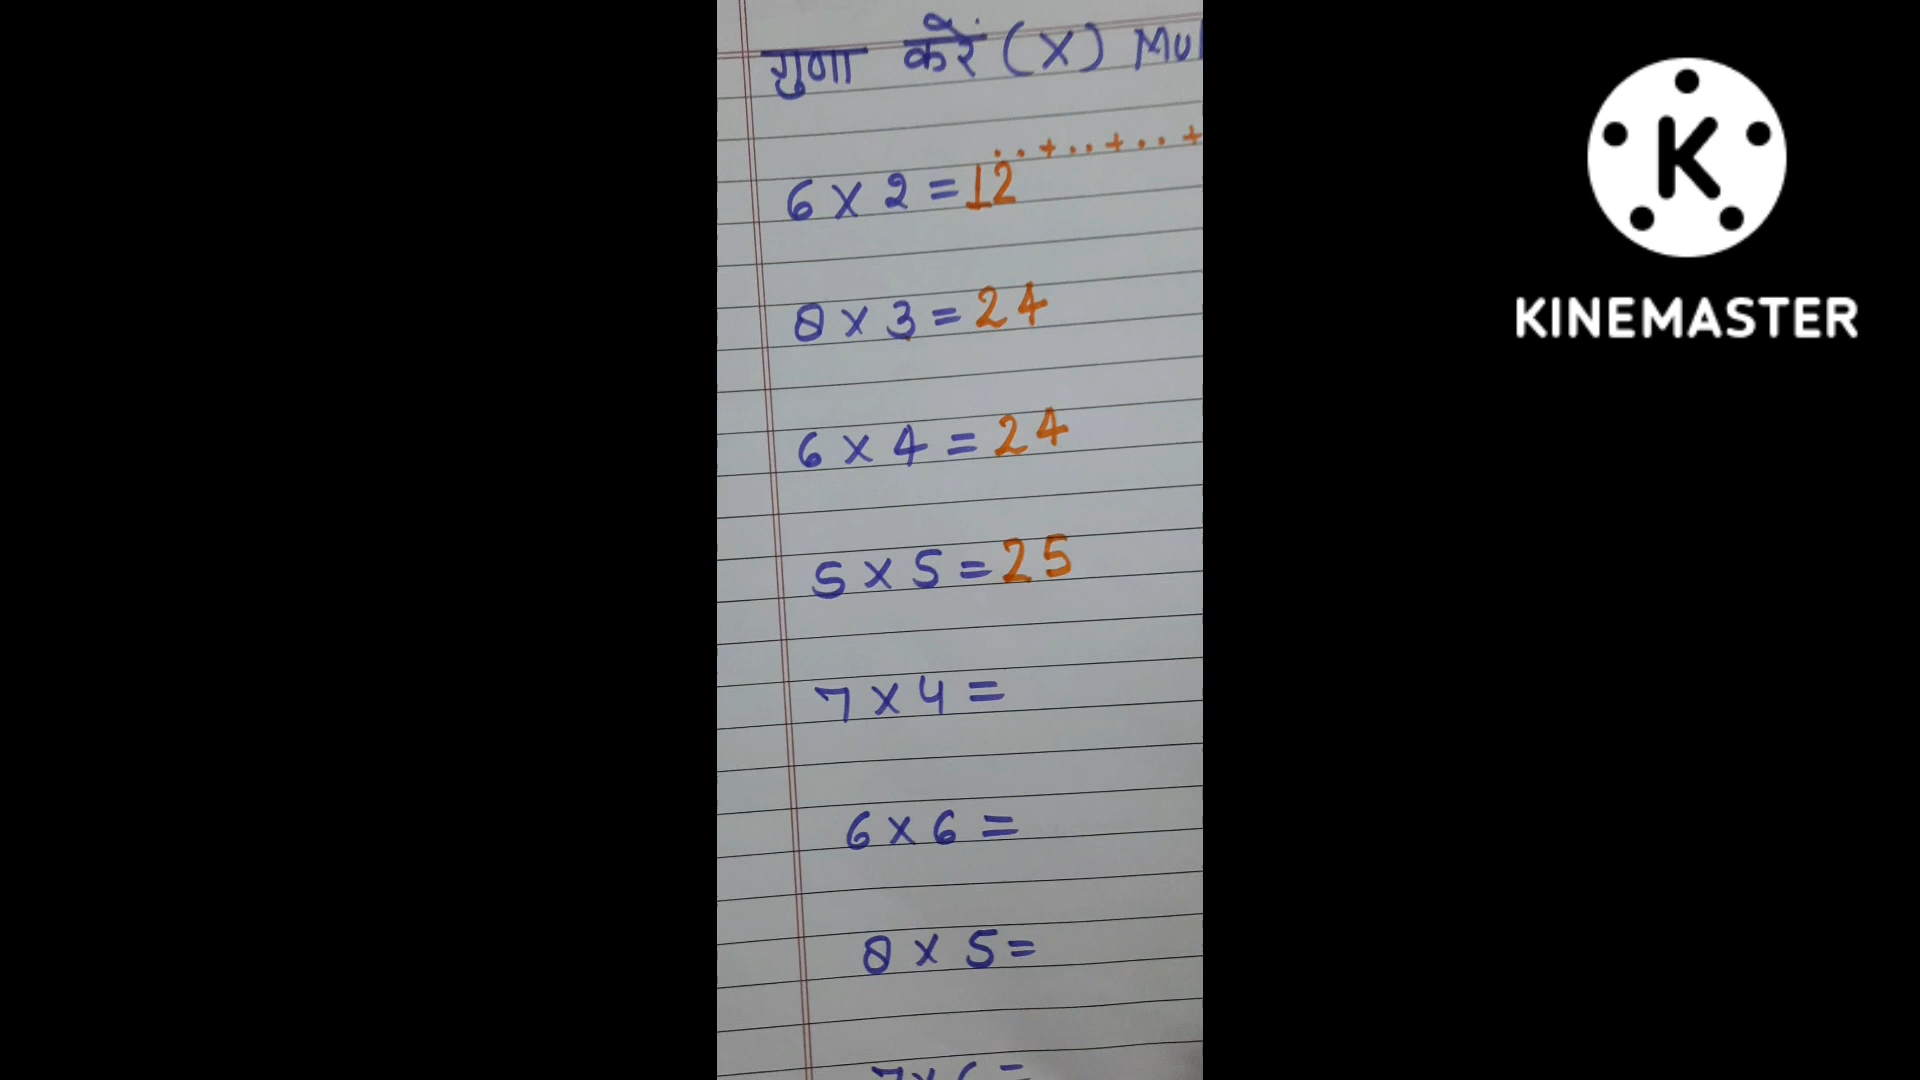 गुणा करें (X) Mul
..+..+..+
6 X 2 = 12
8 X 3 = 24
6 X 4 = 24
5 X 5 = 25
7 X 4 =
6 X 6 =
8 X 5 =
KINEMASTER